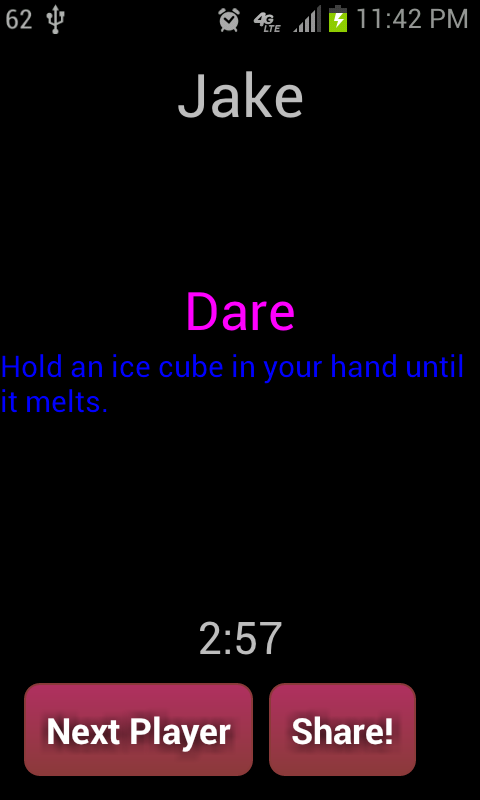 62 4G LTE 11:42 PM
Jake
Dare
Hold an ice cube in your hand until
it melts.
2:57
Next Player Share!